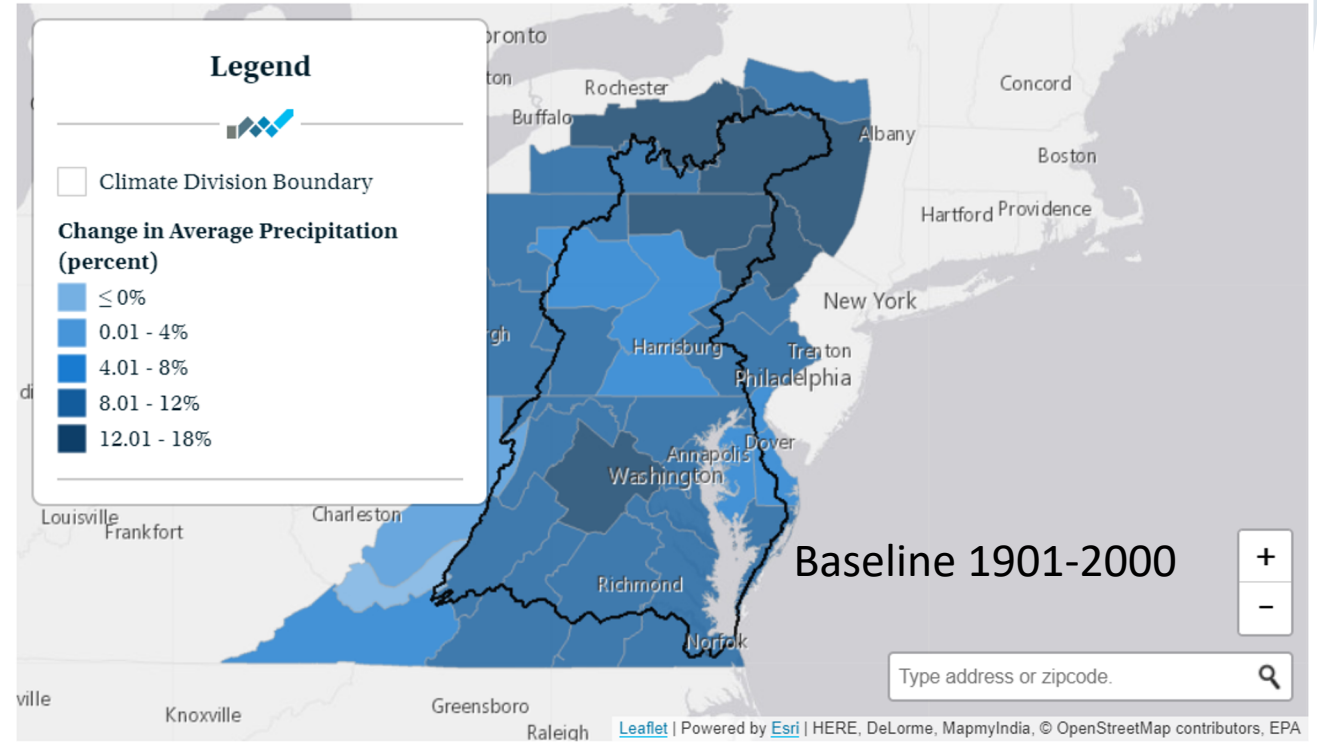 Legend
Climate Division Boundary
Change in Average Precipitation
(percent)
≤ 0%
0.01 - 4%
4.01 - 8%
8.01 - 12%
12.01 - 18%
Rochester
Buffalo
Concord
Albany
Boston
Hartford
Providence
New York
Harrisburg
Trenton
Philadelphia
Dover
Annapolis
Washington
Louisville
Frankfort
Charleston
Baseline 1901-2000
Richmond
Norfolk
+
−
Type address or zipcode.
Knoxville
Greensboro
Raleigh
Leaflet | Powered by Esri | HERE, DeLorme, MapmyIndia, © OpenStreetMap contributors, EPA